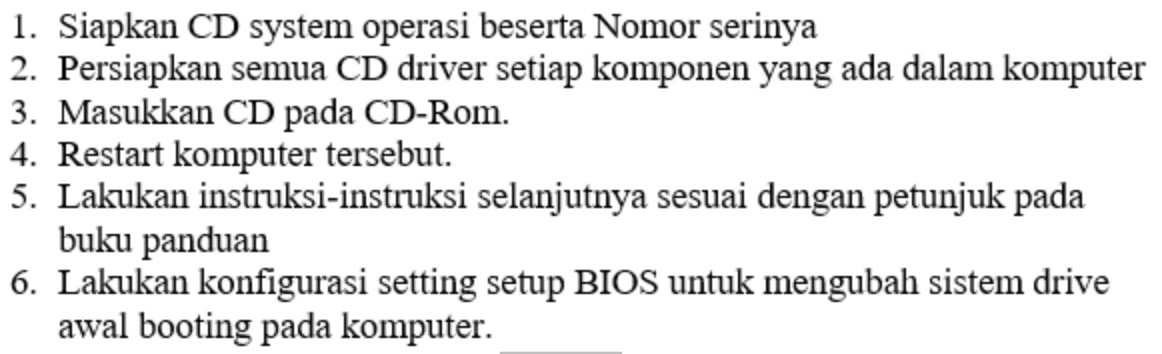 1. Siapkan CD system operasi beserta Nomor serinya
2. Persiapkan semua CD driver setiap komponen yang ada dalam komputer
3. Masukkan CD pada CD-Rom.
4. Restart komputer tersebut.
5. Lakukan instruksi-instruksi selanjutnya sesuai dengan petunjuk pada
buku panduan
6. Lakukan konfigurasi setting setup BIOS untuk mengubah sistem drive
awal booting pada komputer.